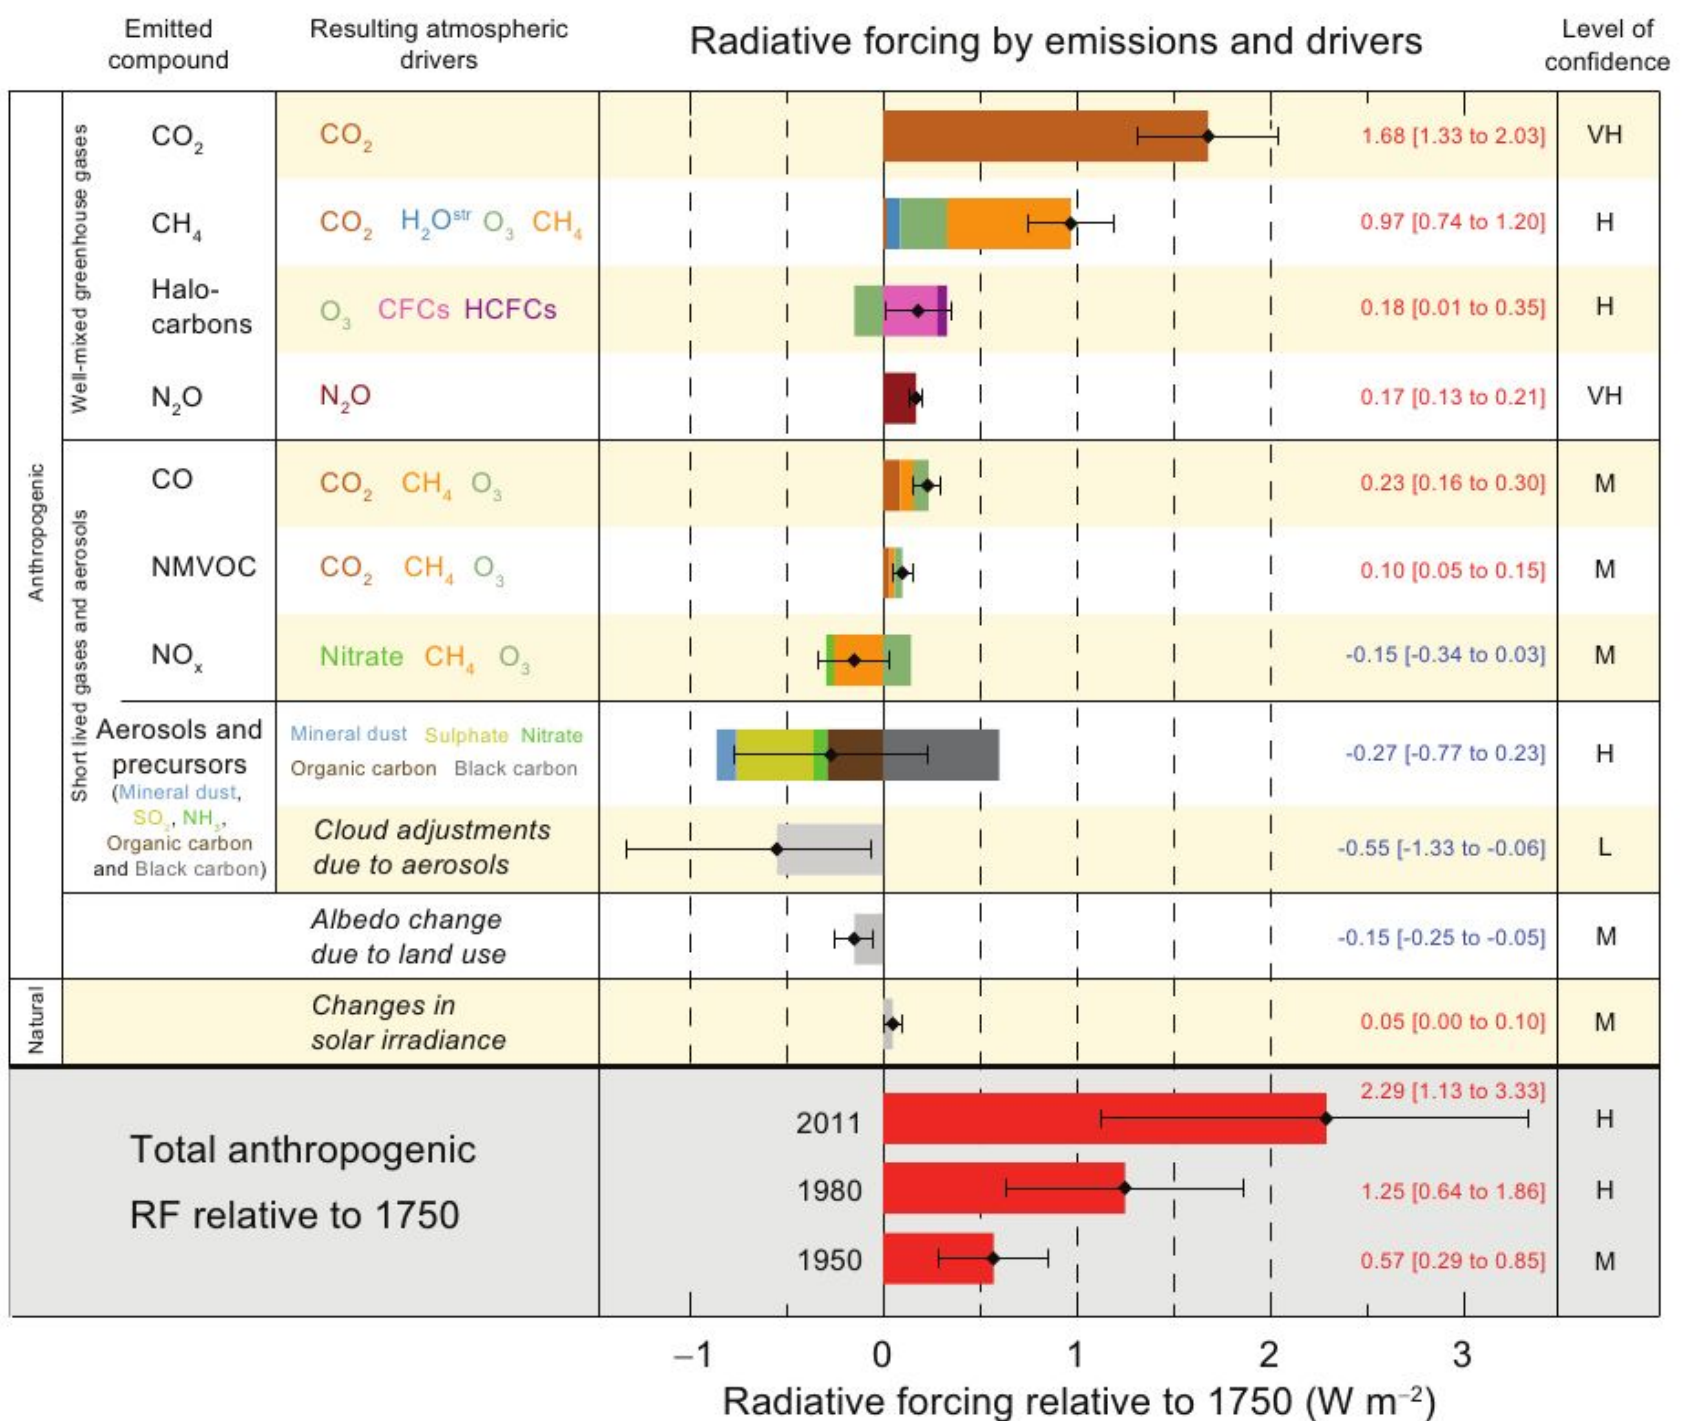 Emitted
compound
Resulting atmospheric
drivers
Radiative forcing by emissions and drivers
Level of
confidence
Anthropogenic
Well-mixed greenhouse gases
CO₂
CO₂
1.68 [1.33 to 2.03]
VH
CH₄
CO₂ H₂Oˢᵗʳ O₃ CH₄
0.97 [0.74 to 1.20]
H
Halo-
carbons
O₃ CFCs HCFCs
0.18 [0.01 to 0.35]
H
N₂O
N₂O
0.17 [0.13 to 0.21]
VH
Short lived gases and aerosols
CO
CO₂ CH₄ O₃
0.23 [0.16 to 0.30]
M
NMVOC
CO₂ CH₄ O₃
0.10 [0.05 to 0.15]
M
NOₓ
Nitrate CH₄ O₃
-0.15 [-0.34 to 0.03]
M
Aerosols and
precursors
(Mineral dust,
SO₂, NH₃,
Organic carbon
and Black carbon)
Mineral dust Sulphate Nitrate
Organic carbon Black carbon
-0.27 [-0.77 to 0.23]
H
Cloud adjustments
due to aerosols
-0.55 [-1.33 to -0.06]
L
Albedo change
due to land use
-0.15 [-0.25 to -0.05]
M
Natural
Changes in
solar irradiance
0.05 [0.00 to 0.10]
M
Total anthropogenic
RF relative to 1750
2011
2.29 [1.13 to 3.33]
H
1980
1.25 [0.64 to 1.86]
H
1950
0.57 [0.29 to 0.85]
M
−1 0 1 2 3
Radiative forcing relative to 1750 (W m⁻²)